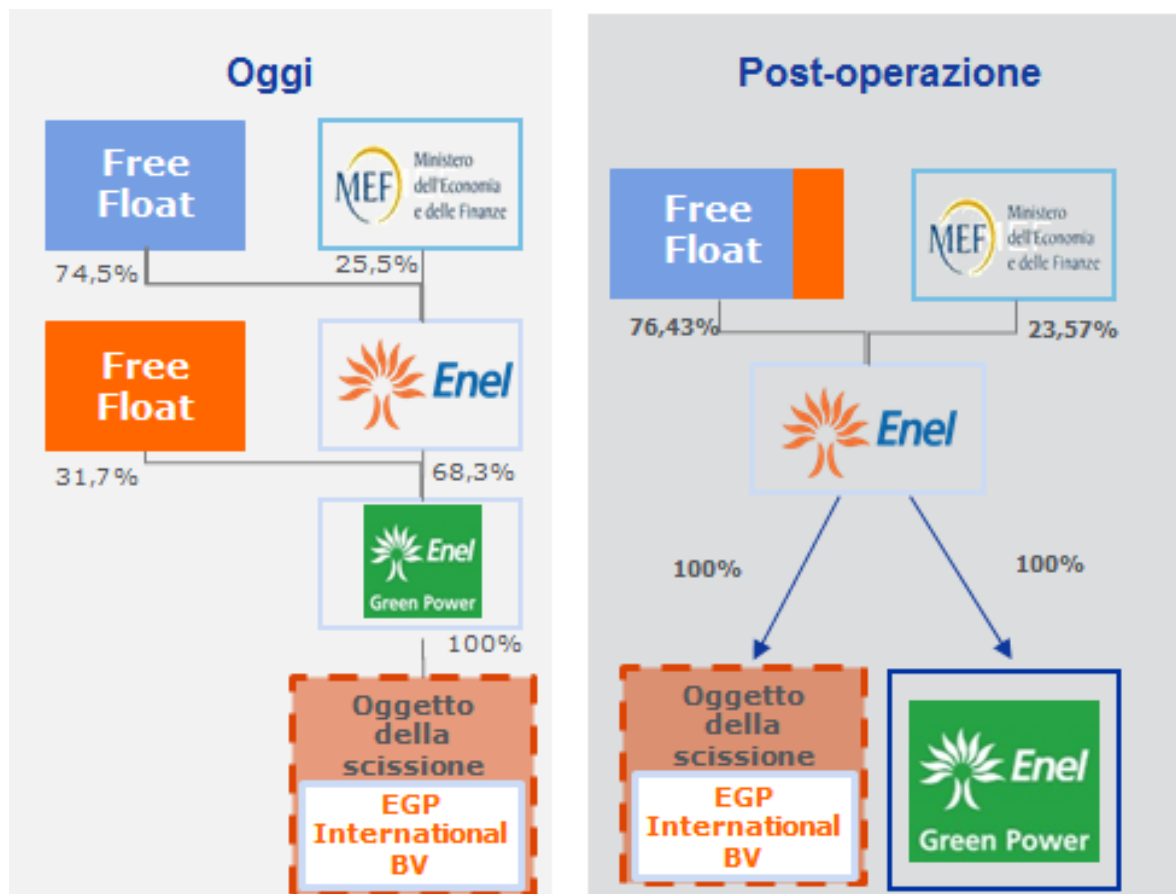 Oggi
Free
Float
MEF
Ministero
dell'Economia
e delle Finanze
74,5%
25,5%
Free
Float
Enel
31,7%
68,3%
Enel
Green Power
100%
Oggetto
della
scissione
EGP
International
BV
Post-operazione
Free
Float
MEF
Ministero
dell'Economia
e delle Finanze
76,43%
23,57%
Enel
100%
100%
Oggetto
della
scissione
EGP
International
BV
Enel
Green Power